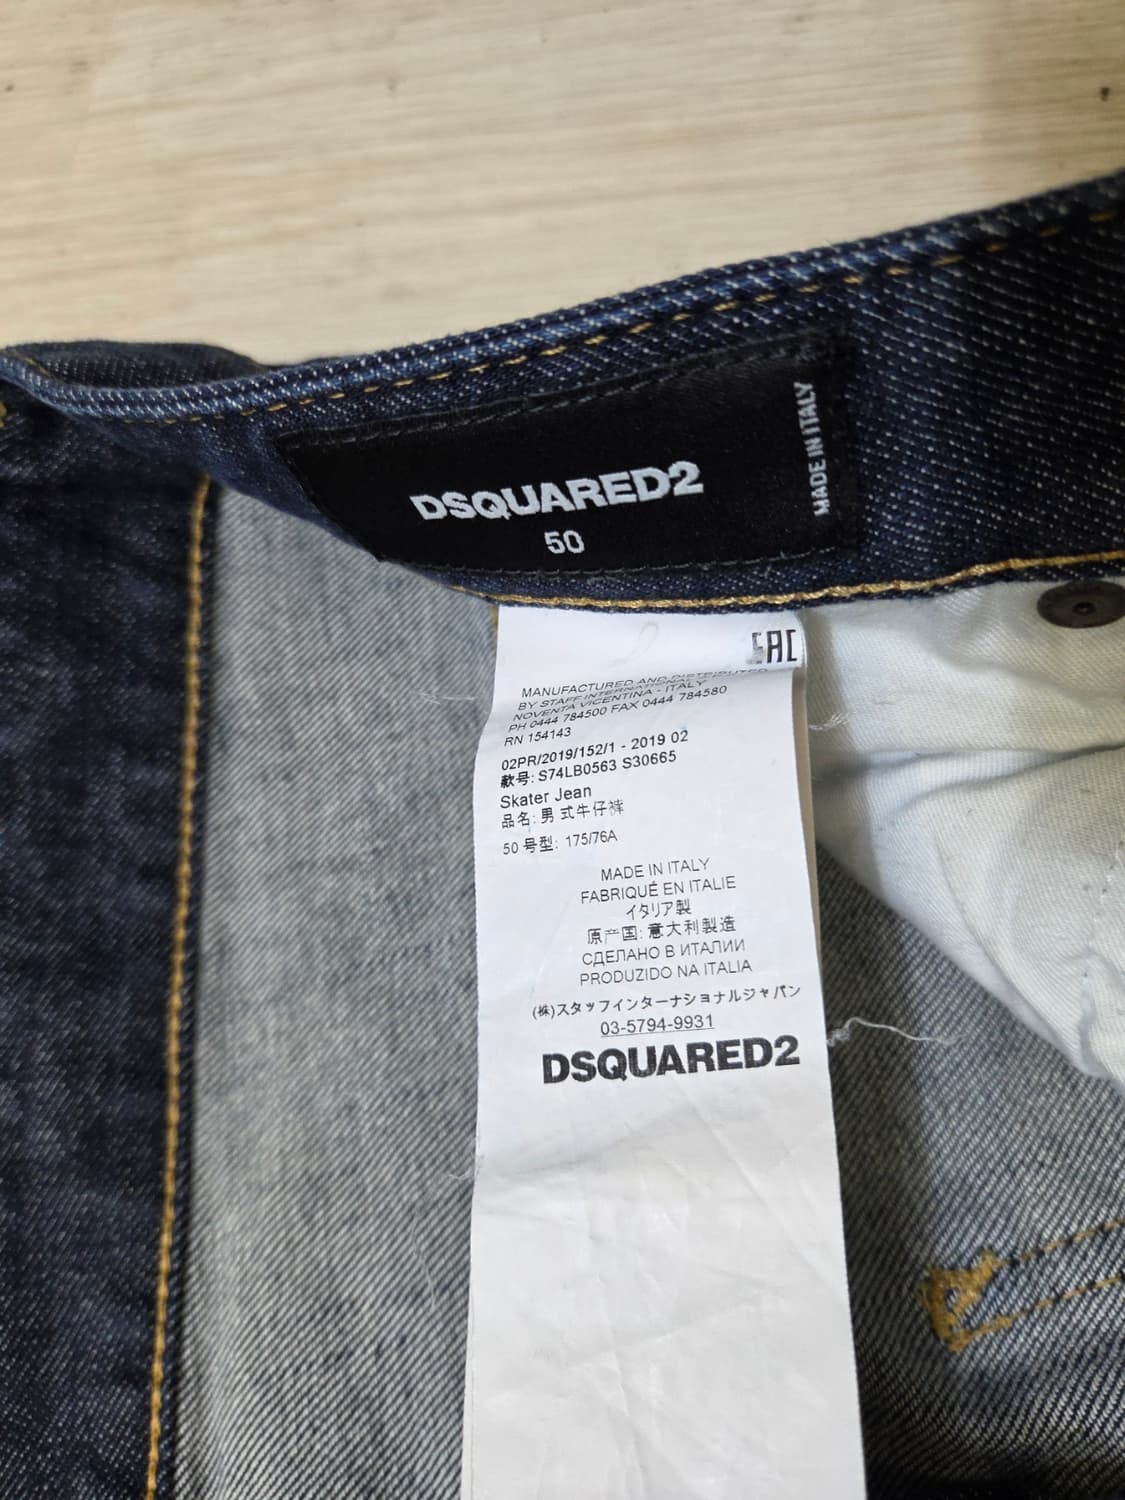 DSQUARED2
50
MADE IN ITALY
EAC
MANUFACTURED AND DISTRIBUTED
BY STAFF INTERNATIONAL
NOVENTA VICENTINA - ITALY
PH 0444 784500 FAX 0444 784580
RN 154143
02PR/2019/152/1 - 2019 02
款号: S74LB0563 S30665
Skater Jean
品名: 男式牛仔裤
50 号型: 175/76A
MADE IN ITALY
FABRIQUÉ EN ITALIE
イタリア製
原产国: 意大利製造
СДЕЛАНО В ИТАЛИИ
PRODUZIDO NA ITALIA
(株)スタッフインターナショナルジャパン
03-5794-9931
DSQUARED2